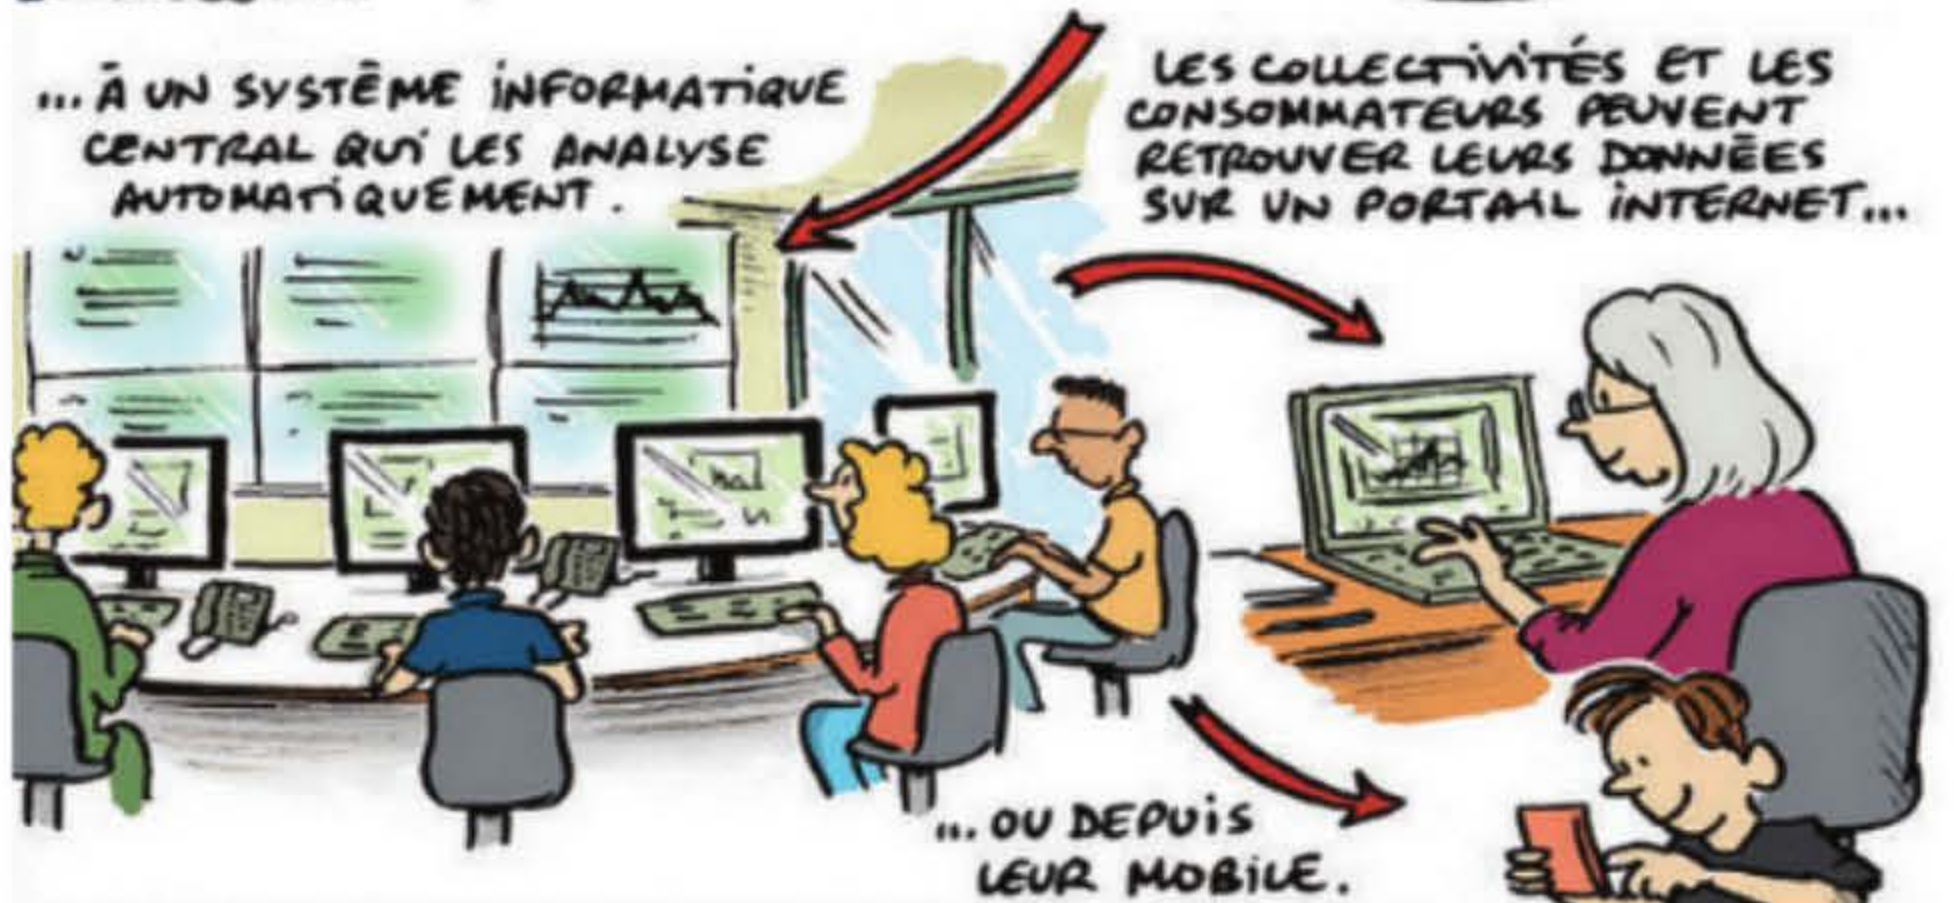 ... À UN SYSTÈME INFORMATIQUE
CENTRAL QUI LES ANALYSE
AUTOMATIQUEMENT.
LES COLLECTIVITÉS ET LES
CONSOMMATEURS PEUVENT
RETROUVER LEURS DONNÉES
SUR UN PORTAIL INTERNET...
... OU DEPUIS
LEUR MOBILE.